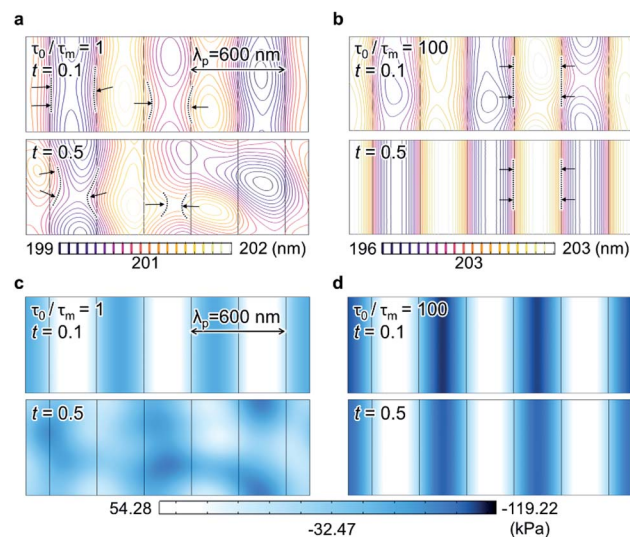 a
τ0 / τm = 1
t = 0.1
λp=600 nm
t = 0.5
199
202 (nm)
201
b
τ0 / τm = 100
t = 0.1
t = 0.5
196
203 (nm)
203
c
τ0 / τm = 1
t = 0.1
λp=600 nm
t = 0.5
d
τ0 / τm = 100
t = 0.1
t = 0.5
54.28
-119.22
-32.47
(kPa)